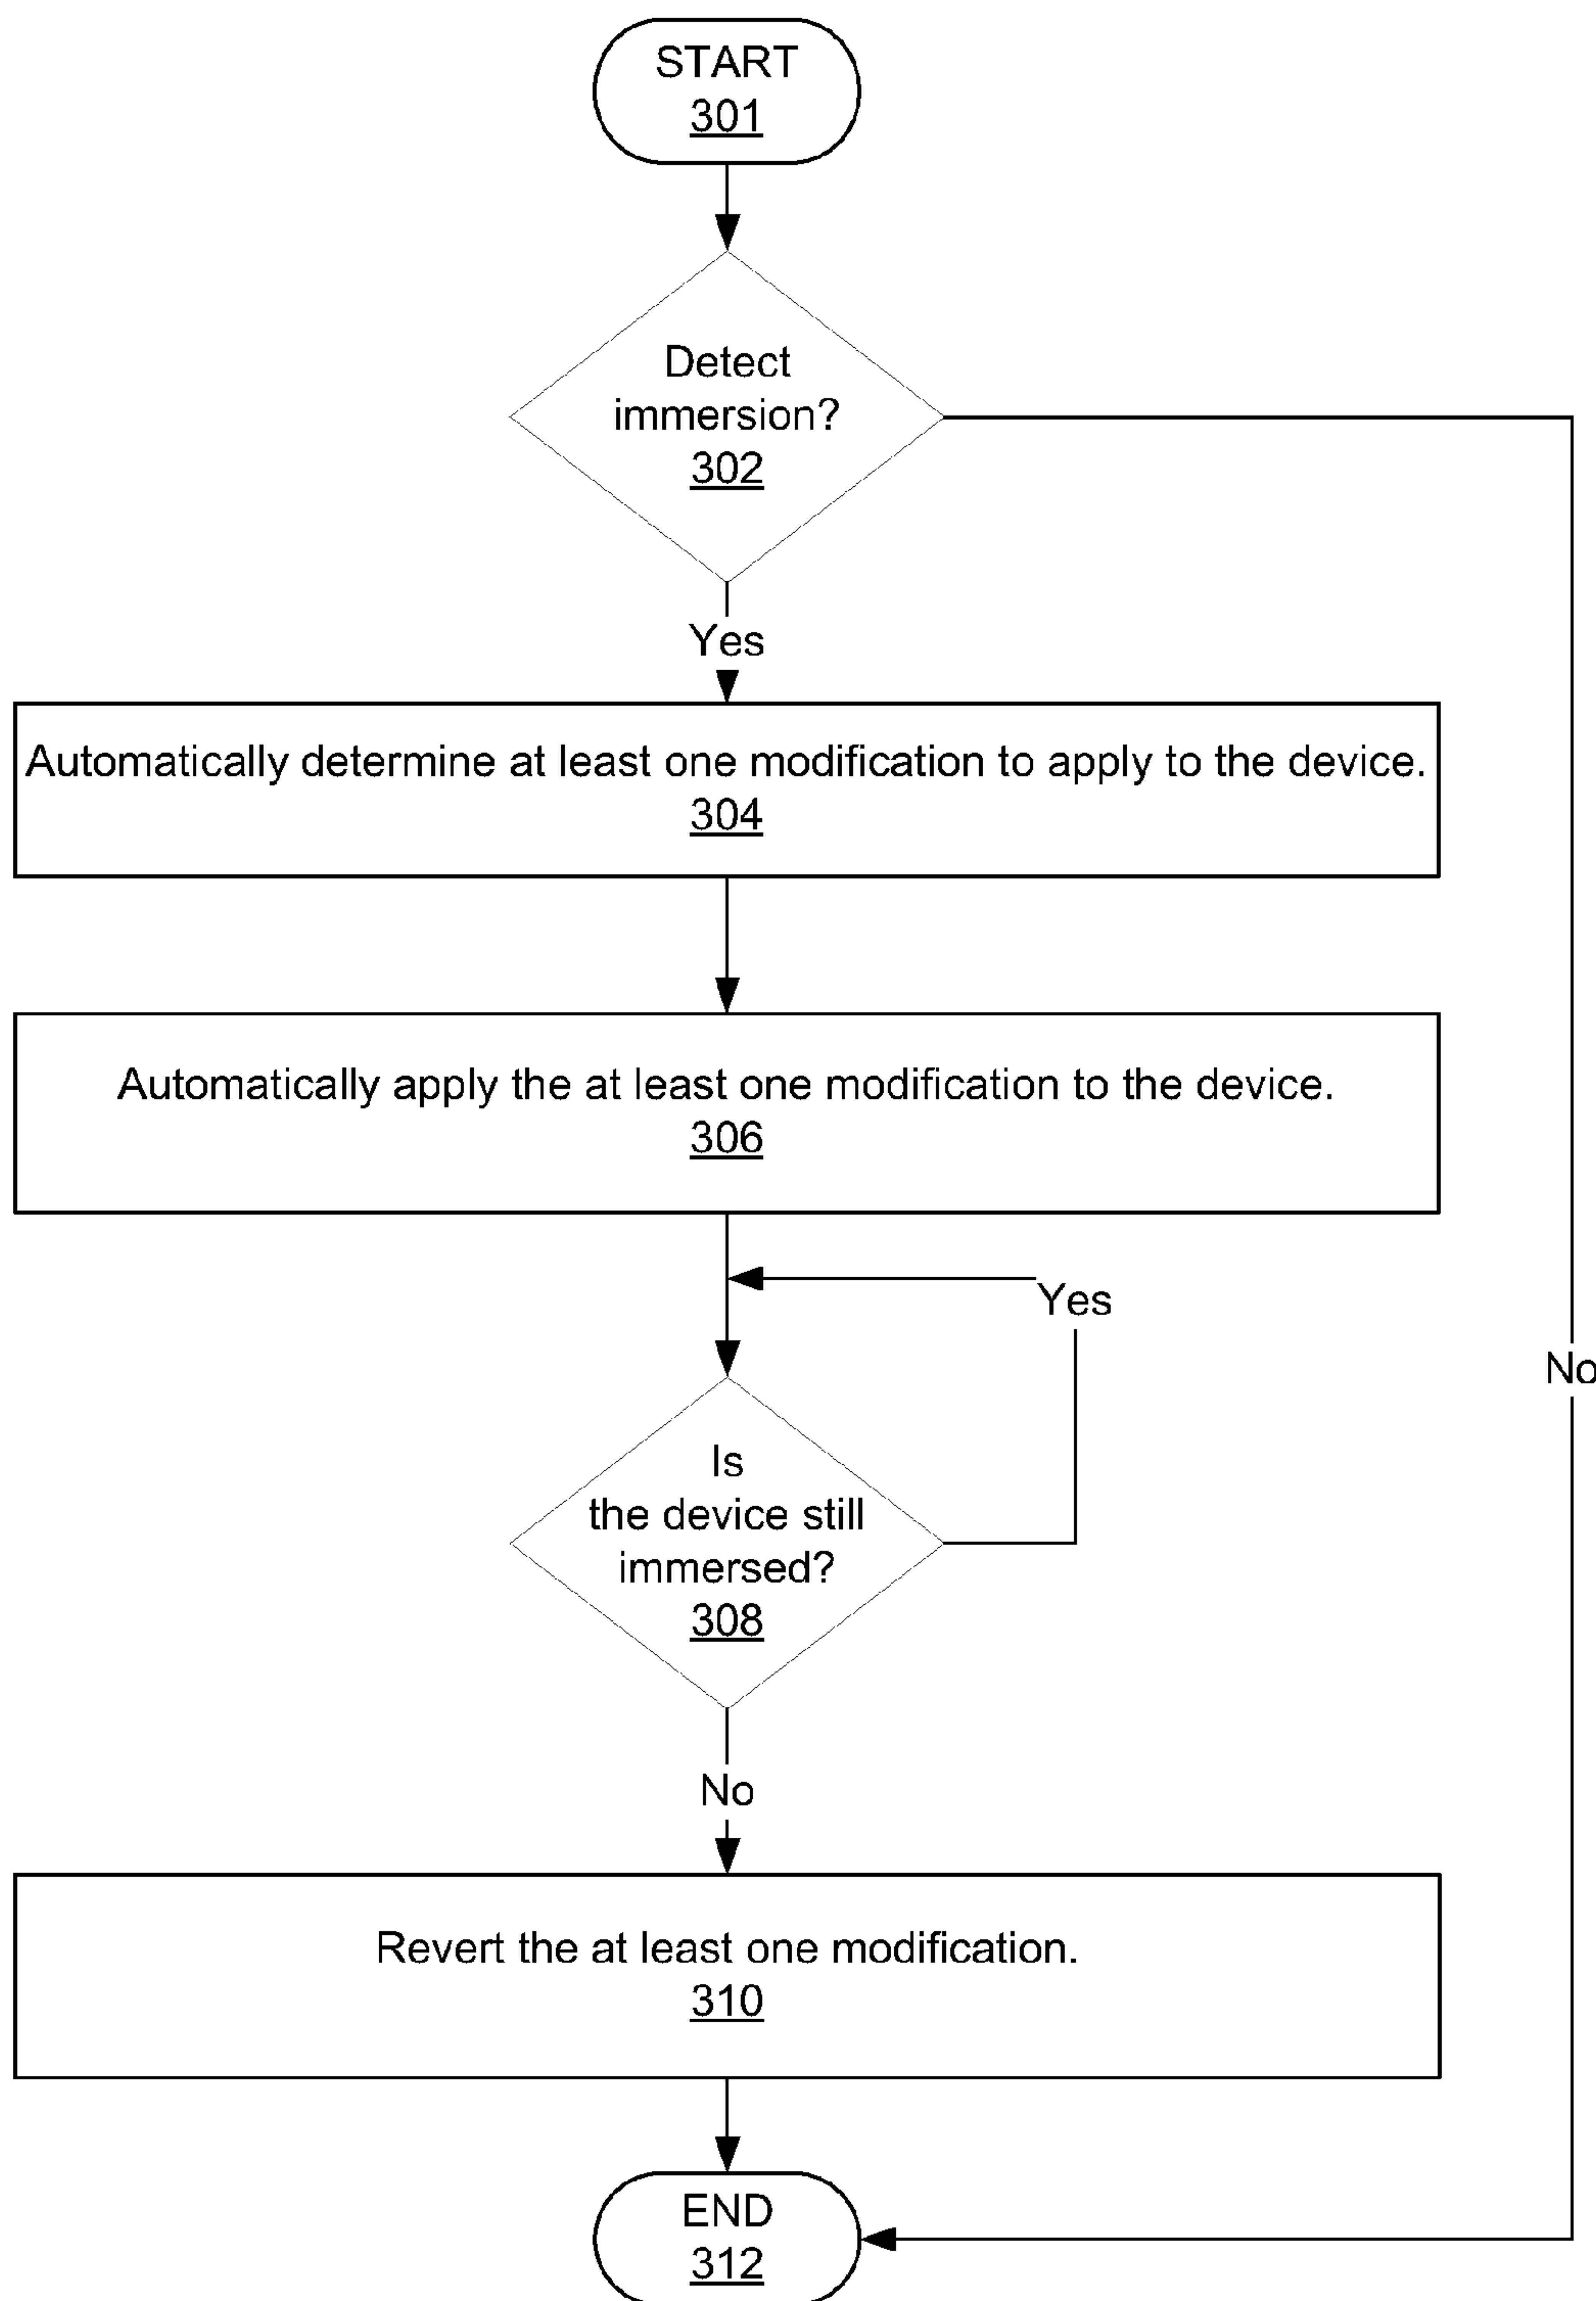 START
301
Detect
immersion?
302
Yes
Automatically determine at least one modification to apply to the device.
304
Automatically apply the at least one modification to the device.
306
Yes
No
Is
the device still
immersed?
308
No
Revert the at least one modification.
310
END
312